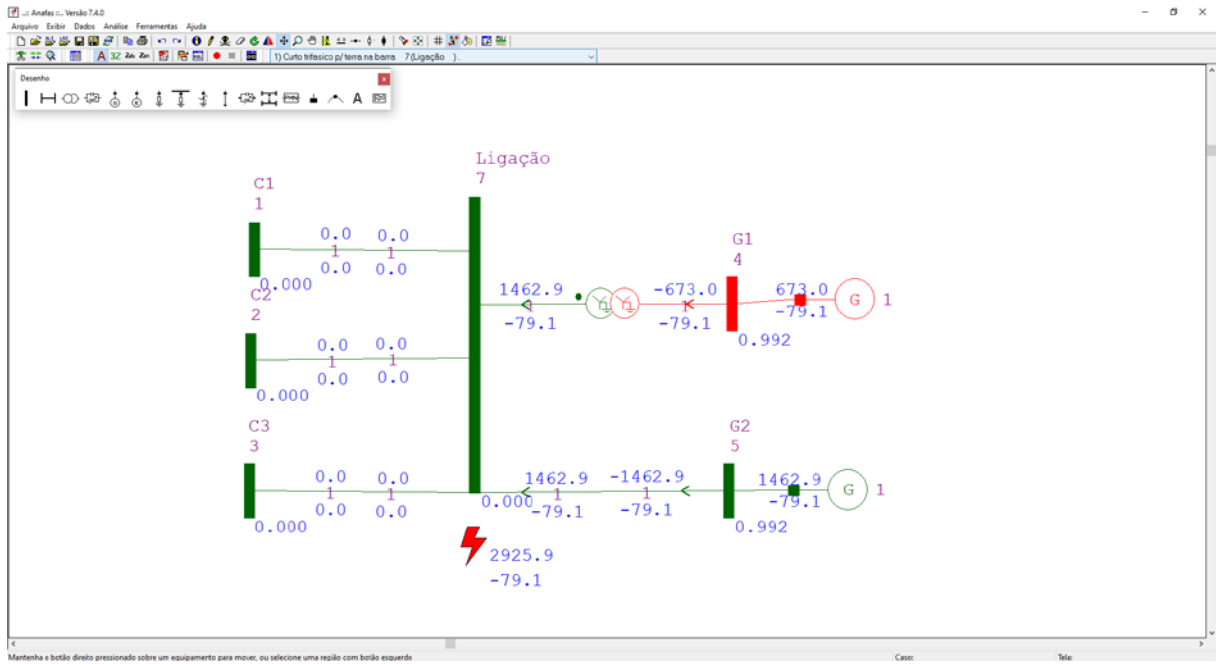 ..:: Anafas ::.. Versão 7.4.0
Arquivo Exibir Dados Análise Ferramentas Ajuda
A 3Z Zm Zm
1) Curto trifasico p/ terra na barra 7 (Ligação ) .
Desenho
A
Ligação
7
C1
1
0.0 0.0
1 1
0.0 0.0
0.000
C2
2
0.0 0.0
1 1
0.0 0.0
0.000
C3
3
0.0 0.0
1 1
0.0 0.0
0.000
G1
4
1462.9 -673.0 673.0
1 1 G 1
-79.1 -79.1 -79.1
0.992
G2
5
1462.9 -1462.9 1462.9
1 1 G 1
0.000 -79.1 -79.1 -79.1
0.992
2925.9
-79.1
Mantenha o botão direito pressionado sobre um equipamento para mover, ou selecione uma região com botão esquerdo
Caso: Tela: